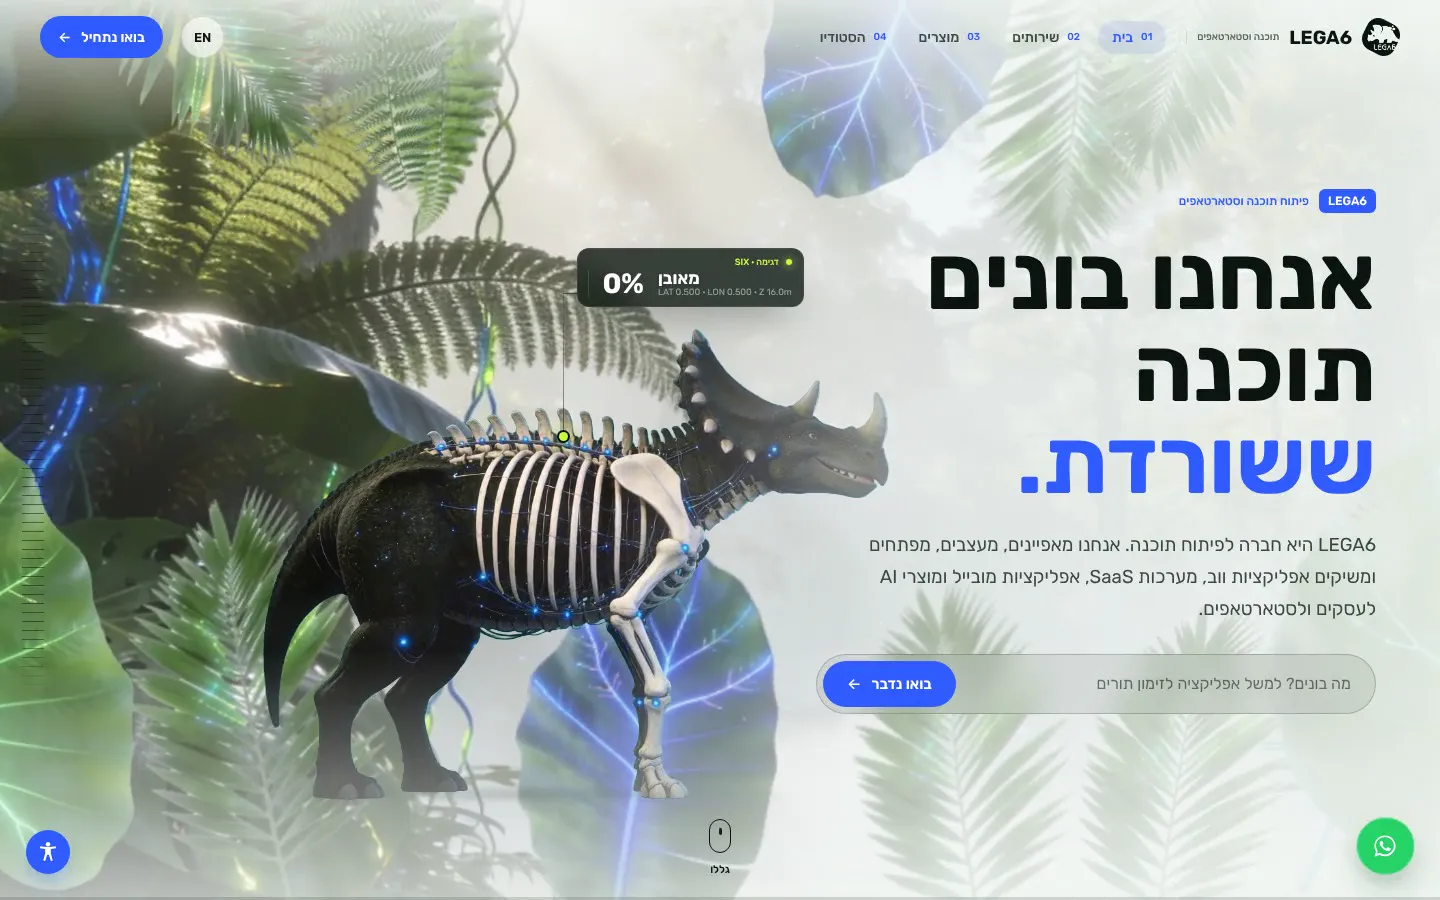 LEGA6
LEGA6
תוכנה וסטארטאפים
01 בית
02 שירותים
03 מוצרים
04 הסטודיו
EN
בואו נתחיל ←
LEGA6 פיתוח תוכנה וסטארטאפים
אנחנו בונים
תוכנה
ששורדת.
דגימה • SIX
מאובן
0%
LAT 0.500 • LON 0.500 • Z 16.0m
LEGA6 היא חברה לפיתוח תוכנה. אנחנו מאפיינים, מעצבים, מפתחים
ומשיקים אפליקציות ווב, מערכות SaaS, אפליקציות מובייל ומוצרי AI
לעסקים ולסטארטאפים.
מה בונים? למשל אפליקציה לזימון תורים
בואו נדבר ←
גללו